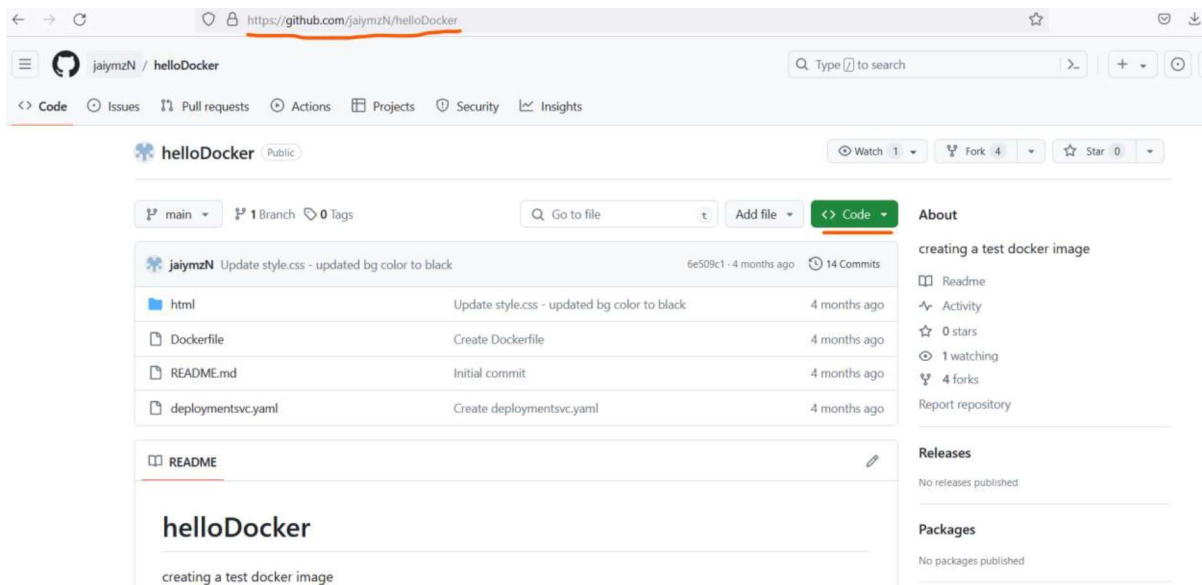 https://github.com/jaiymzN/helloDocker
jaiymzN / helloDocker
Type / to search
Code Issues Pull requests Actions Projects Security Insights
helloDocker Public
Watch 1 Fork 4 Star 0
main 1 Branch 0 Tags Go to file t Add file Code
jaiymzN Update style.css - updated bg color to black 6e509c1 · 4 months ago 14 Commits
html Update style.css - updated bg color to black 4 months ago
Dockerfile Create Dockerfile 4 months ago
README.md Initial commit 4 months ago
deploymentsvc.yaml Create deploymentsvc.yaml 4 months ago
README
helloDocker
creating a test docker image
About
creating a test docker image
Readme
Activity
0 stars
1 watching
4 forks
Report repository
Releases
No releases published
Packages
No packages published